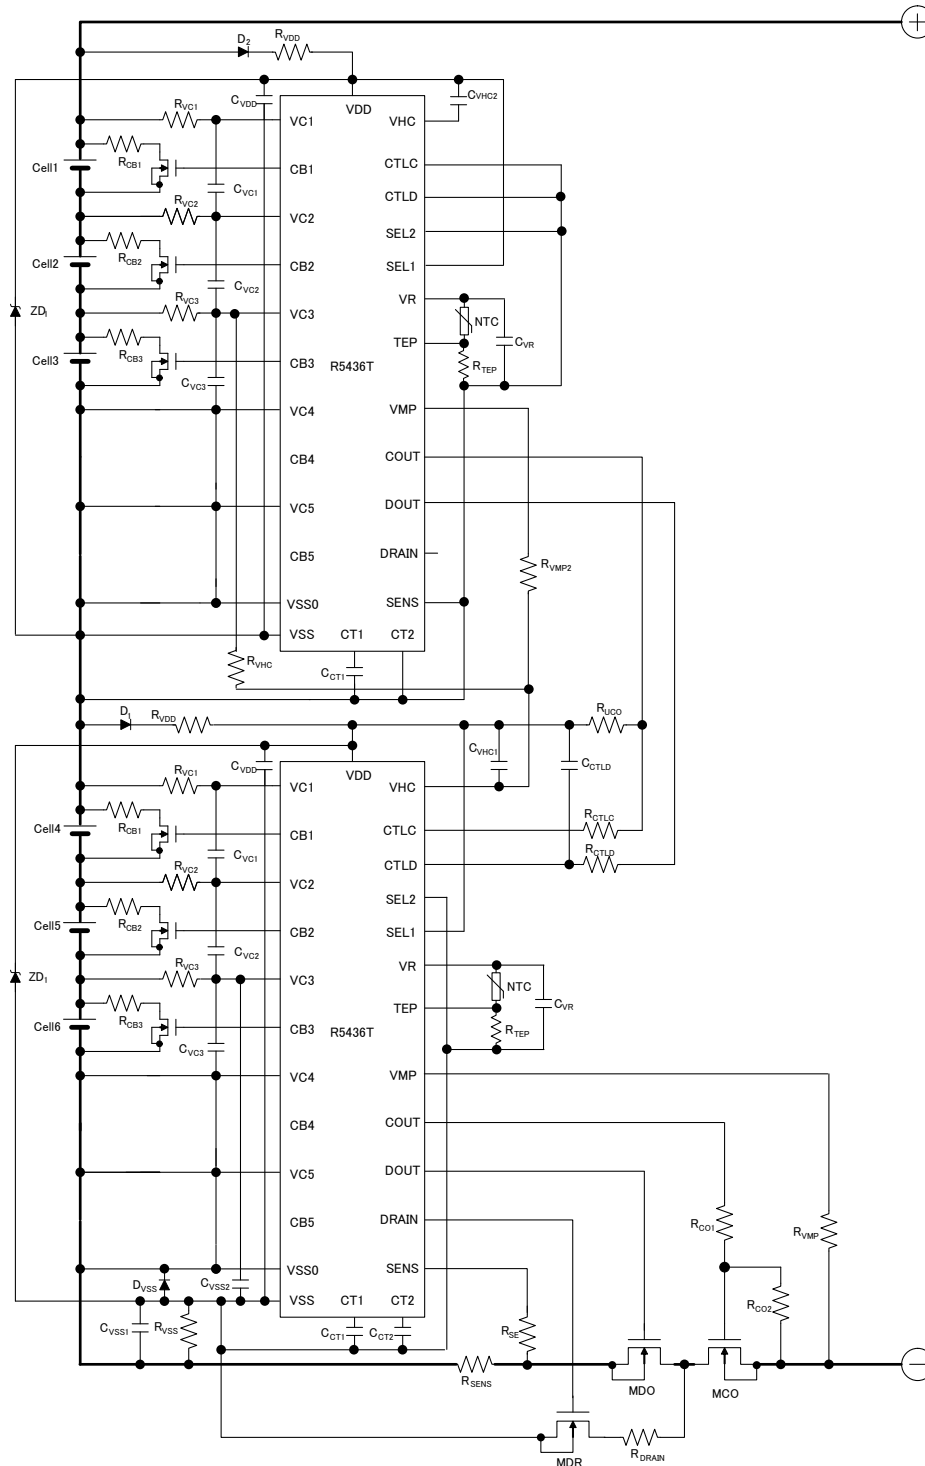 +
D2 RVDD
CVDD CVHC2
VDD
RVC1 VC1 VHC
CTLC
Cell1 RCB1 CB1
CVC1 CTLD
RVC2 VC2
SEL2
Cell2 RCB2 CB2 SEL1
CVC2
RVC3 VR
ZD1 VC3 NTC
TEP CVR
Cell3 RCB3 CB3 R5436T RTEP
CVC3
VC4 VMP
CB4 COUT
VC5 DOUT
CB5 DRAIN
RVMP2
VSS0 SENS
VSS CT1 CT2
RVHC CCT1
D1 RVDD RUCO
CVDD CVHC1 CCTLD
VDD
RVC1 VC1 VHC
RCTLC
Cell4 RCB1 CB1 CTLC
CVC1 RCTLD
RVC2 CTLD
VC2
SEL2
Cell5 RCB2 CB2 SEL1
CVC2
RVC3 VR
ZD1 VC3 NTC
TEP CVR
Cell6 RCB3 CB3 R5436T RTEP
CVC3
VC4 VMP
CB4 COUT
VC5 DOUT
CB5 DRAIN RCO1 RVMP
VSS0 SENS
DVSS CVSS2
VSS CT1 CT2 RCO2
CVSS1 RVSS CCT1 CCT2 RSE
−
RSENS
MDO MCO
MDR RDRAIN